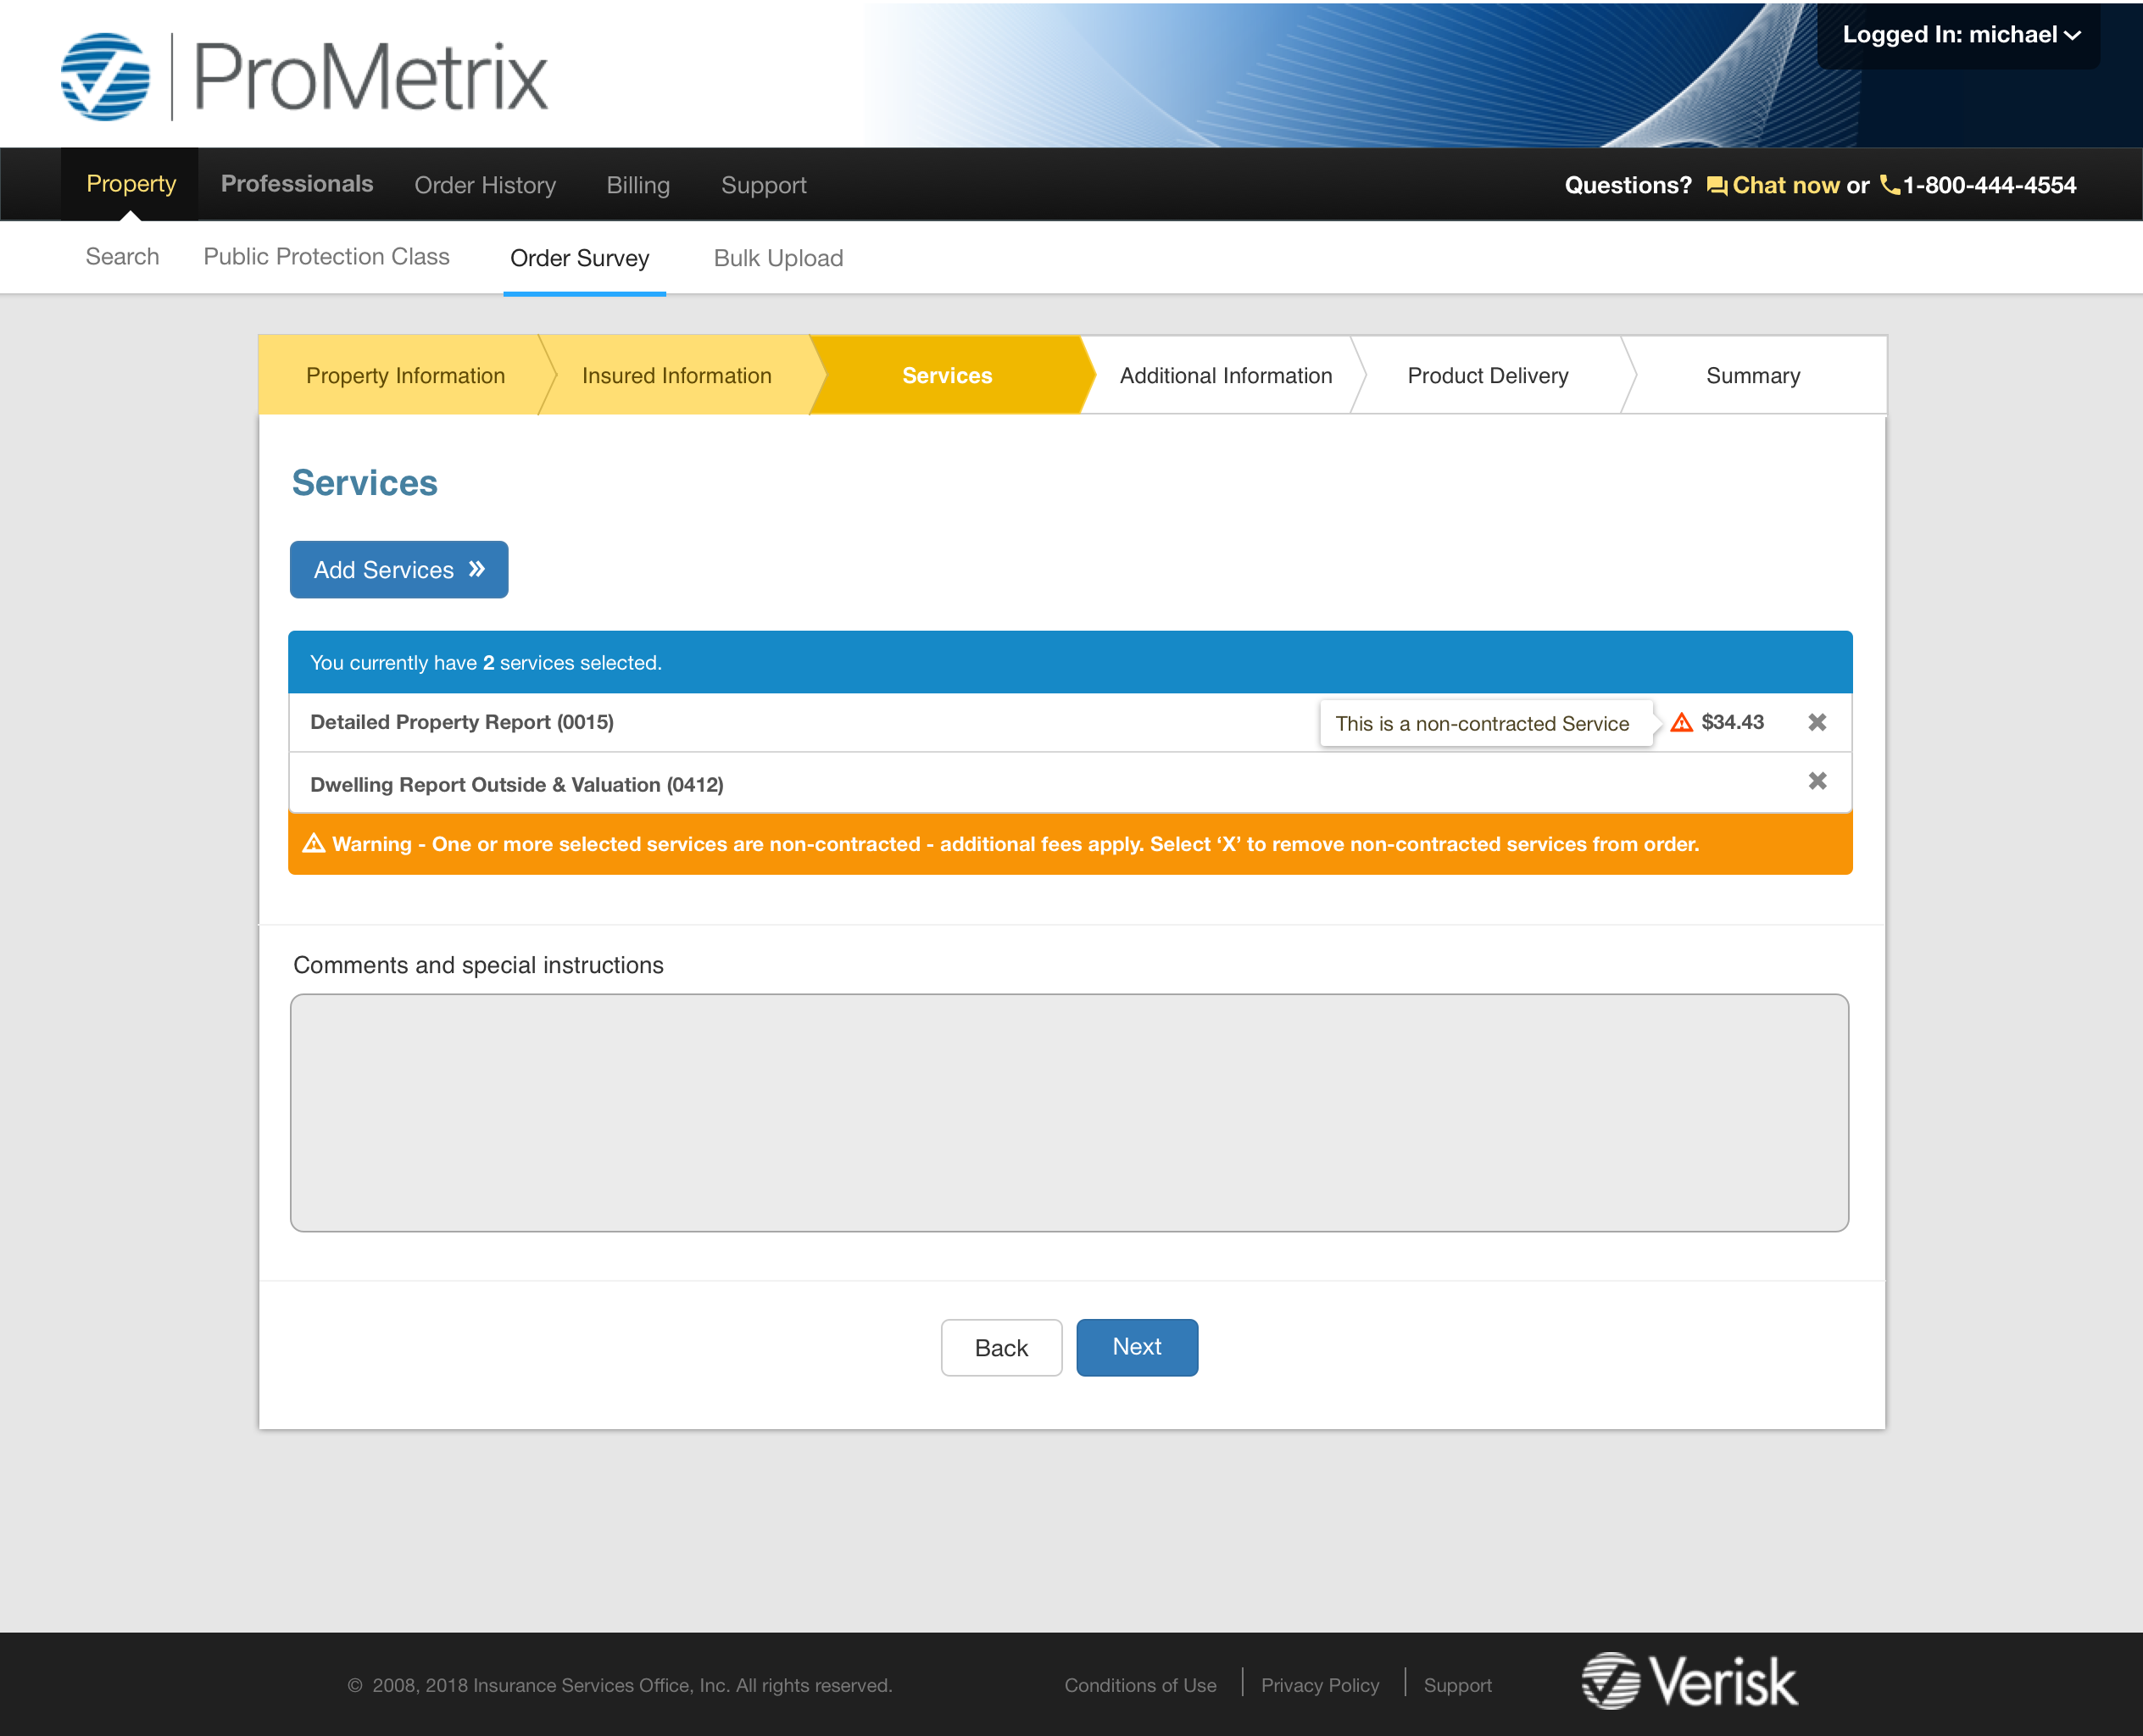 ProMetrix
Logged In: michael
Property Professionals Order History Billing Support Questions? Chat now or 1-800-444-4554
Search Public Protection Class Order Survey Bulk Upload
Property Information Insured Information Services Additional Information Product Delivery Summary
Services
Add Services »
You currently have 2 services selected.
Detailed Property Report (0015) This is a non-contracted Service $34.43
Dwelling Report Outside & Valuation (0412)
Warning - One or more selected services are non-contracted - additional fees apply. Select ‘X’ to remove non-contracted services from order.
Comments and special instructions
Back Next
© 2008, 2018 Insurance Services Office, Inc. All rights reserved. Conditions of Use Privacy Policy Support Verisk